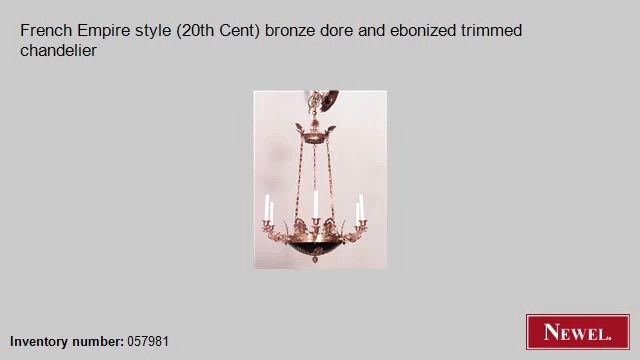 French Empire style (20th Cent) bronze dore and ebonized trimmed
chandelier
Inventory number: 057981
NEWEL.